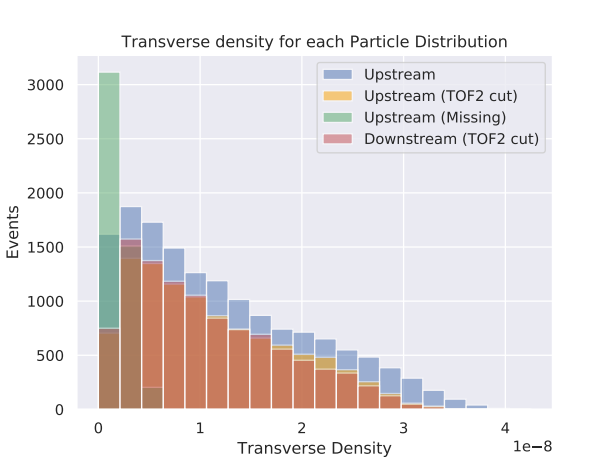 Transverse density for each Particle Distribution
Upstream
Upstream (TOF2 cut)
Upstream (Missing)
Downstream (TOF2 cut)
3000
2500
2000
1500
1000
500
0
Events
0 1 2 3 4
1e−8
Transverse Density